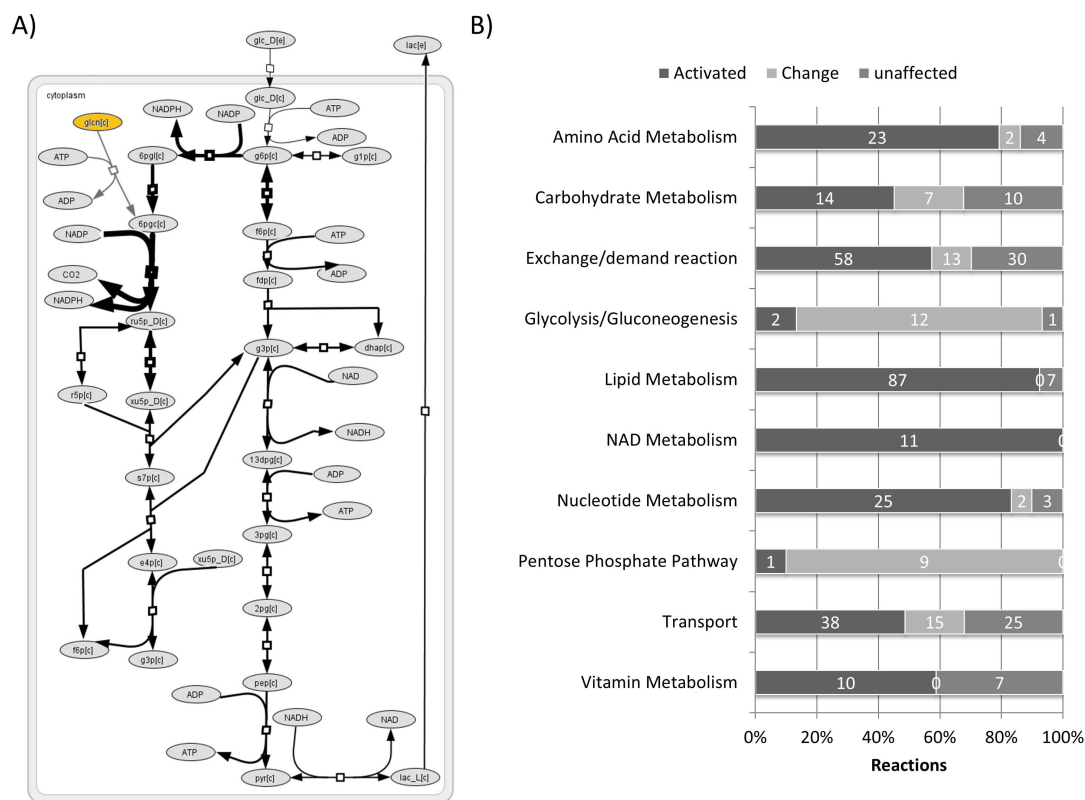 A)
glc_D[e]
lac[e]
cytoplasm
glc_D[c]
NADPH
NADP
ATP
glcn[c]
ADP
ATP
6pgl[c]
g6p[c]
g1p[c]
ADP
6pgc[c]
NADP
f6p[c]
ATP
CO2
ADP
NADPH
fdp[c]
ru5p_D[c]
g3p[c]
dhap[c]
NAD
r5p[c]
xu5p_D[c]
NADH
13dpg[c]
s7p[c]
ADP
ATP
3pg[c]
e4p[c]
xu5p_D[c]
2pg[c]
f6p[c]
g3p[c]
pep[c]
ADP
NADH
NAD
ATP
pyr[c]
lac_L[c]
B)
Activated Change unaffected
Amino Acid Metabolism 23 2 4
Carbohydrate Metabolism 14 7 10
Exchange/demand reaction 58 13 30
Glycolysis/Gluconeogenesis 2 12 1
Lipid Metabolism 87 0 7
NAD Metabolism 11 0
Nucleotide Metabolism 25 2 3
Pentose Phosphate Pathway 1 9 0
Transport 38 15 25
Vitamin Metabolism 10 0 7
0% 20% 40% 60% 80% 100%
Reactions